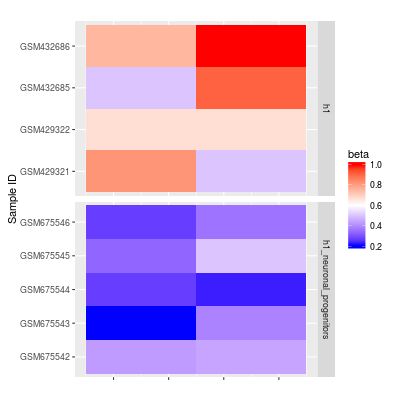 GSM432686
GSM432685
GSM429322
GSM429321
h1
GSM675546
GSM675545
GSM675544
GSM675543
GSM675542
h1_neuronal_progenitors
Sample ID
beta
1.0
0.8
0.6
0.4
0.2